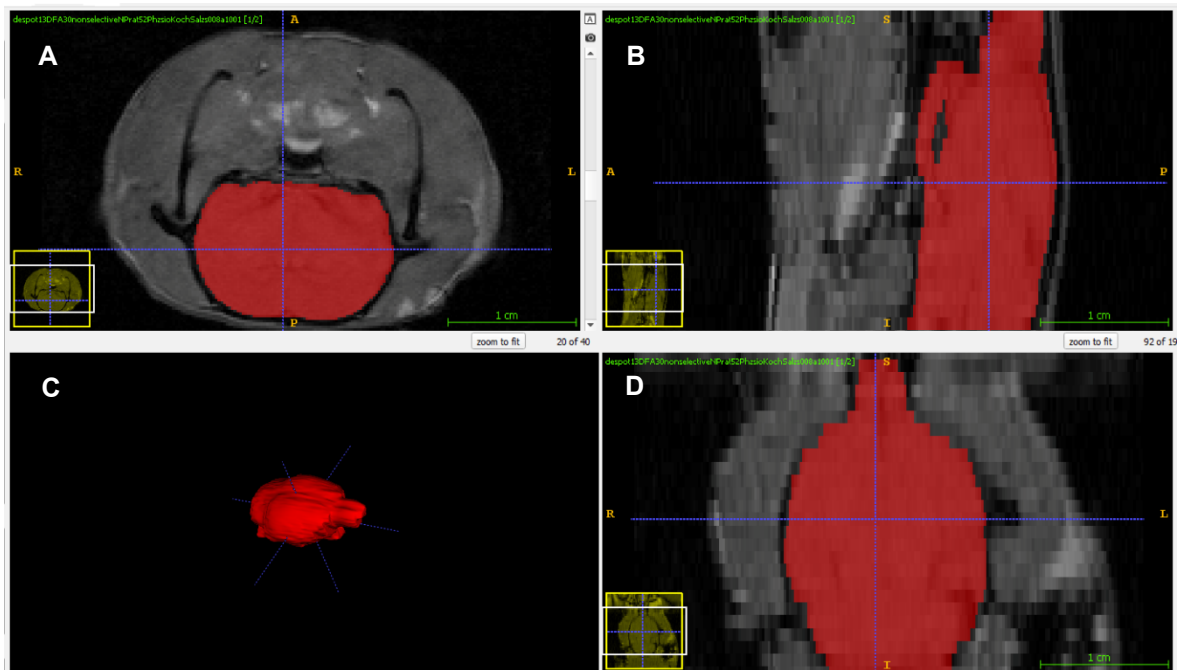 despot13DFA30nonselectiveNPrat52PhzsioKochSalzs008a1001 [1/2]
A
A
A
R
L
P
1 cm
zoom to fit
20 of 40
despot13DFA30nonselectiveNPrat52PhzsioKochSalzs008a1001 [1/2]
S
B
A
P
I
1 cm
zoom to fit
92 of 19
C
despot13DFA30nonselectiveNPrat52PhzsioKochSalzs008a1001 [1/2]
S
D
R
L
I
1 cm